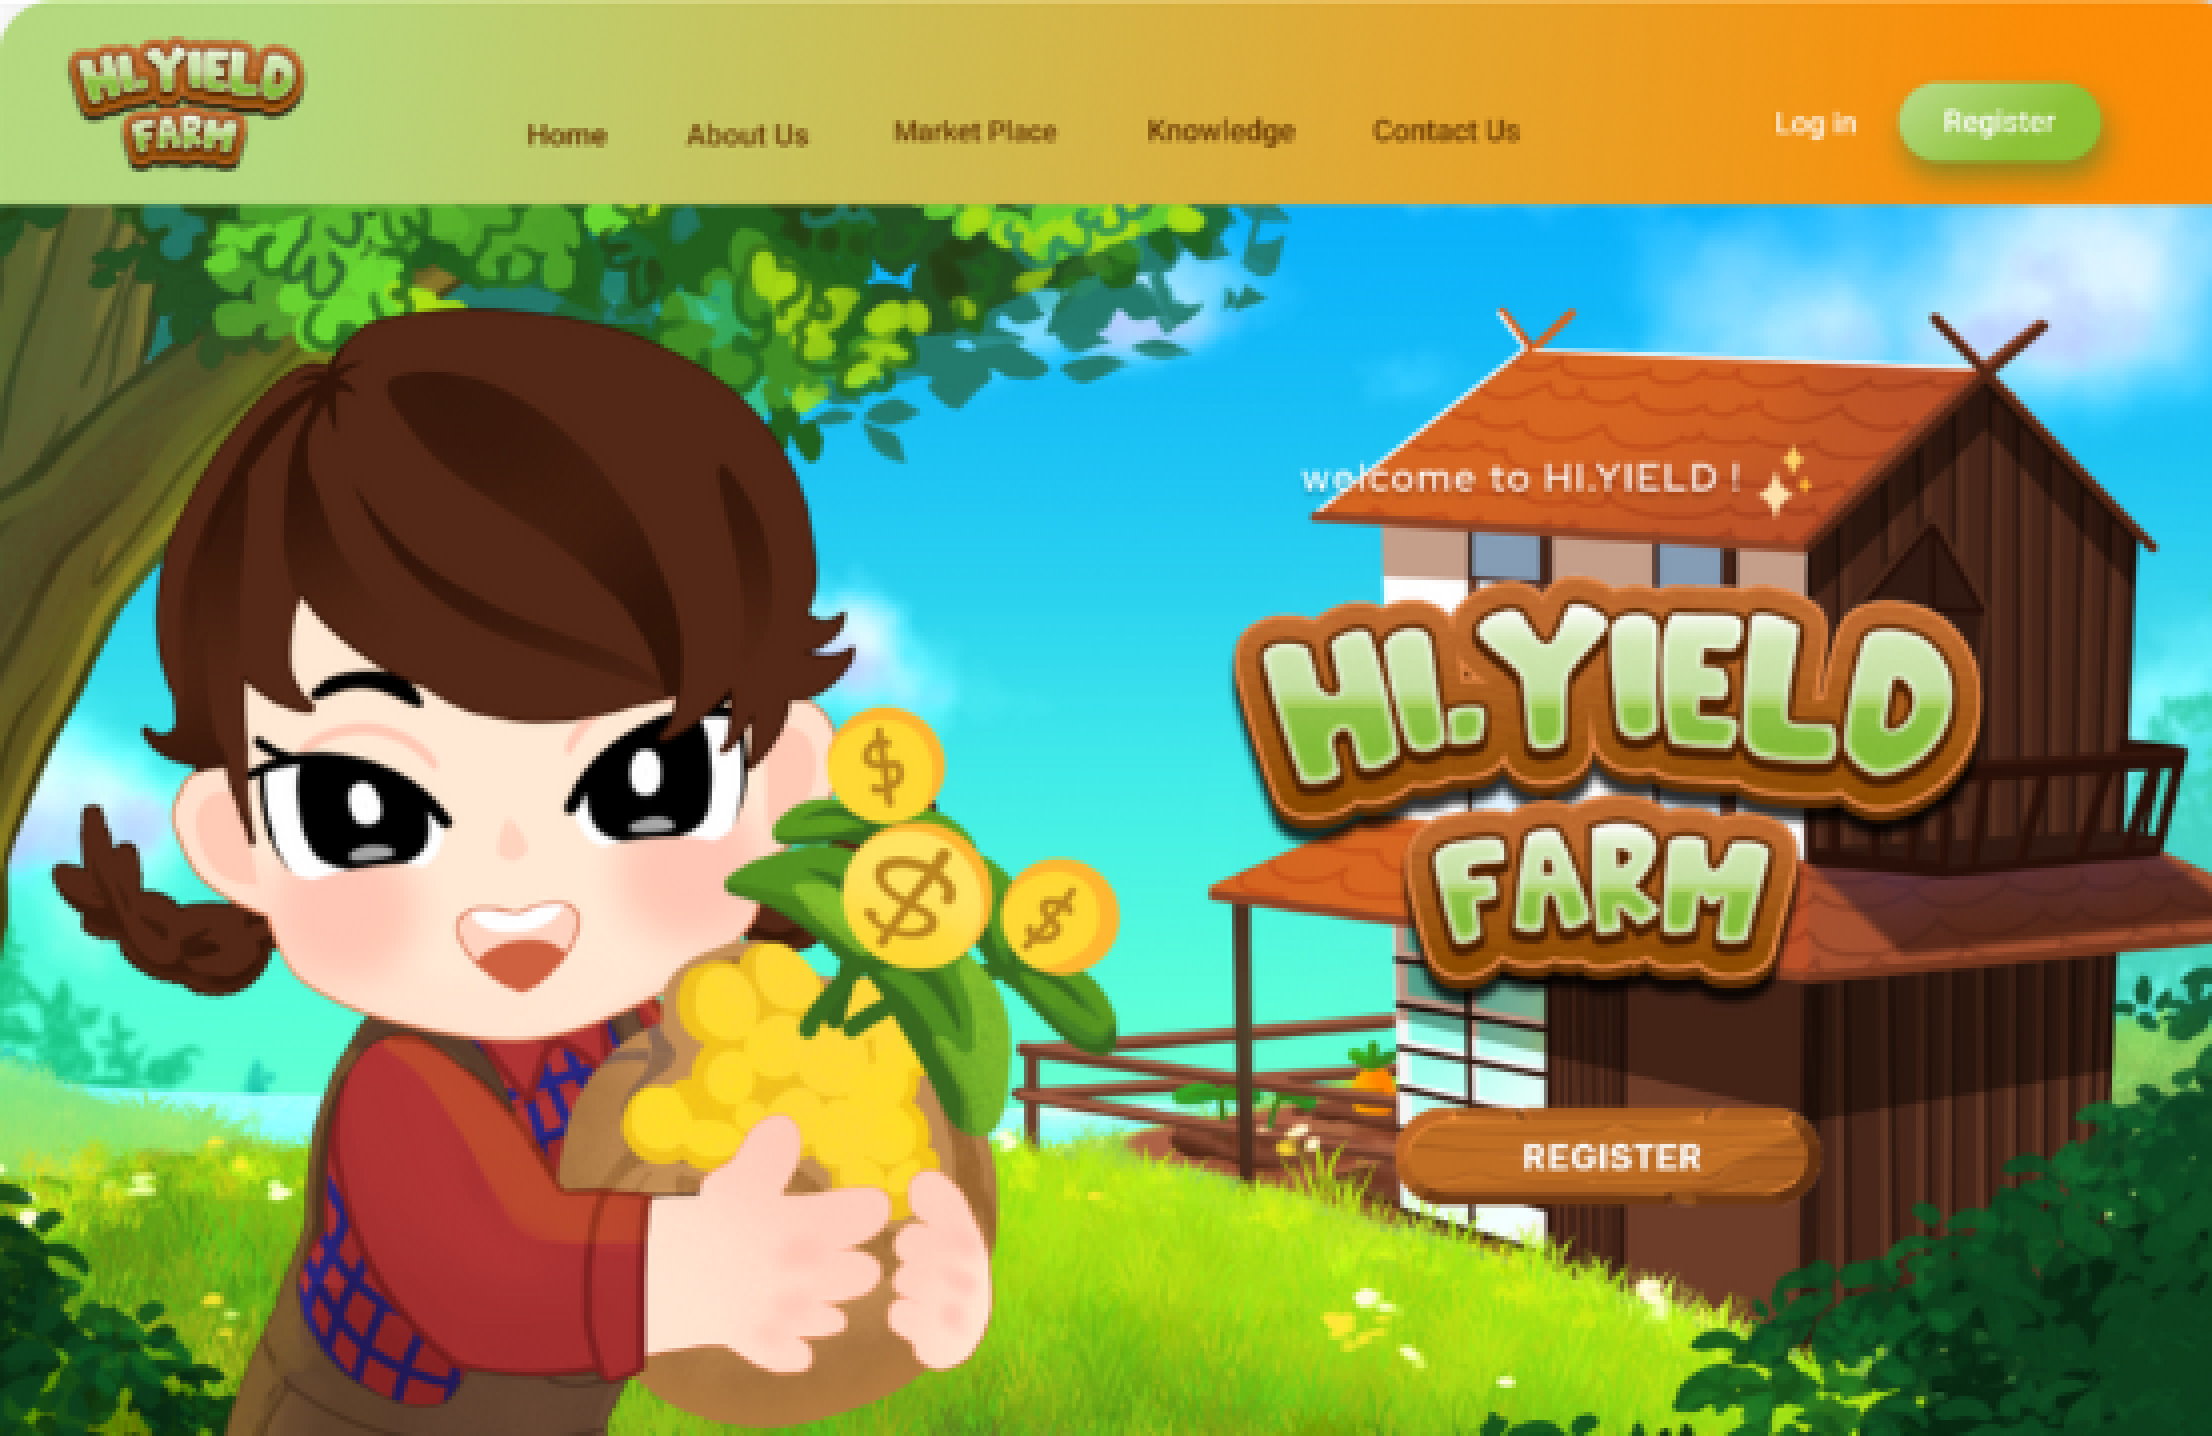 HI.YIELD
FARM
Home About Us Market Place Knowledge Contact Us Log in Register
welcome to HI.YIELD !
HI.YIELD
FARM
REGISTER
$
$
$